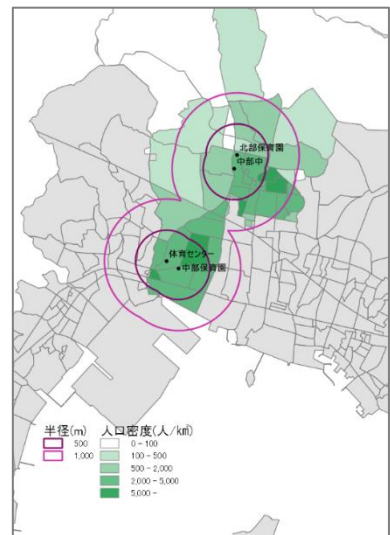 北部保育園
中部中
体育センター
中部保育園
半径(m)
500
1,000
人口密度(人/k㎡)
0 - 100
100 - 500
500 - 2,000
2,000 - 5,000
5,000 -